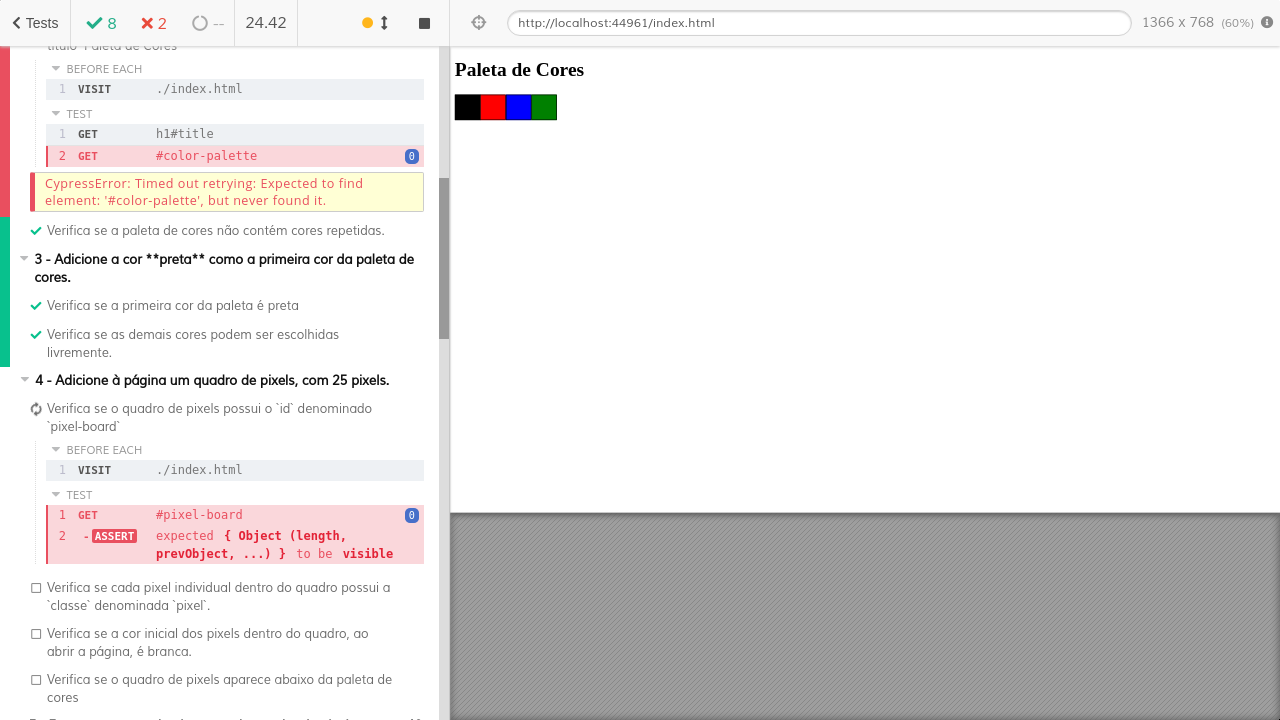 Tests
8
2
--
24.42
http://localhost:44961/index.html
1366 x 768 (60%)
título "Paleta de Cores"
BEFORE EACH
1 VISIT ./index.html
TEST
1 GET h1#title
2 GET #color-palette 0
CypressError: Timed out retrying: Expected to find
element: '#color-palette', but never found it.
Verifica se a paleta de cores não contém cores repetidas.
3 - Adicione a cor **preta** como a primeira cor da paleta de
cores.
Verifica se a primeira cor da paleta é preta
Verifica se as demais cores podem ser escolhidas
livremente.
4 - Adicione à página um quadro de pixels, com 25 pixels.
Verifica se o quadro de pixels possui o `id` denominado
`pixel-board`
BEFORE EACH
1 VISIT ./index.html
TEST
1 GET #pixel-board 0
2 -ASSERT expected { Object (length,
prevObject, ...) } to be visible
Verifica se cada pixel individual dentro do quadro possui a
`classe` denominada `pixel`.
Verifica se a cor inicial dos pixels dentro do quadro, ao
abrir a página, é branca.
Verifica se o quadro de pixels aparece abaixo da paleta de
cores
Paleta de Cores